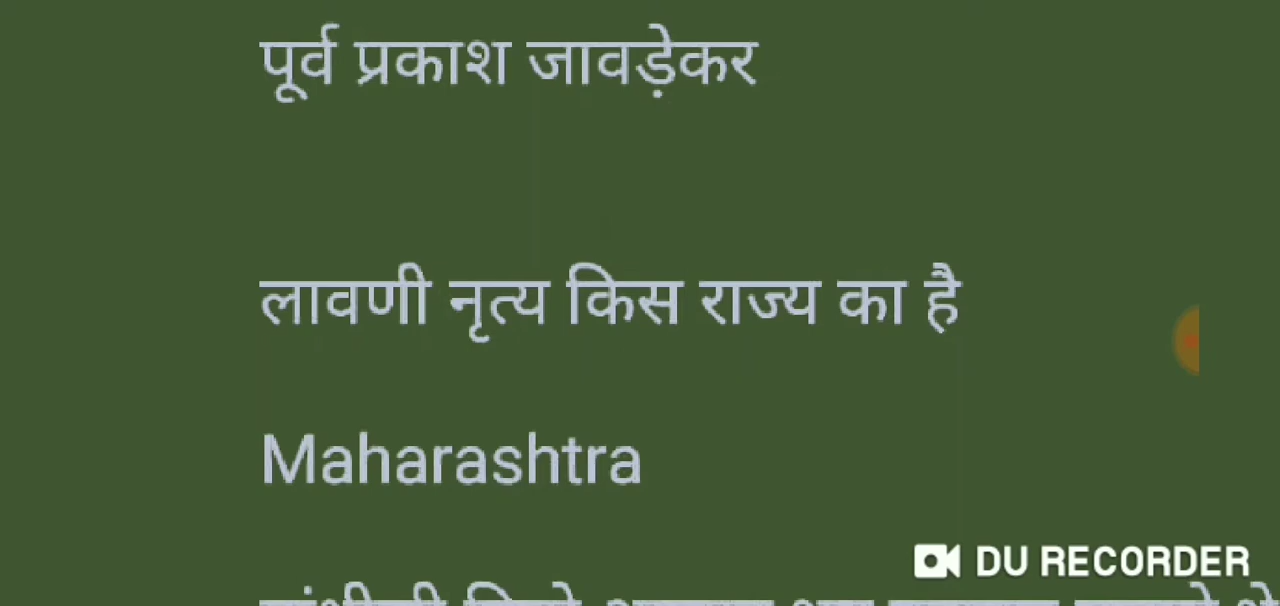 पूर्व प्रकाश जावड़ेकर
लावणी नृत्य किस राज्य का है
Maharashtra
DU RECORDER